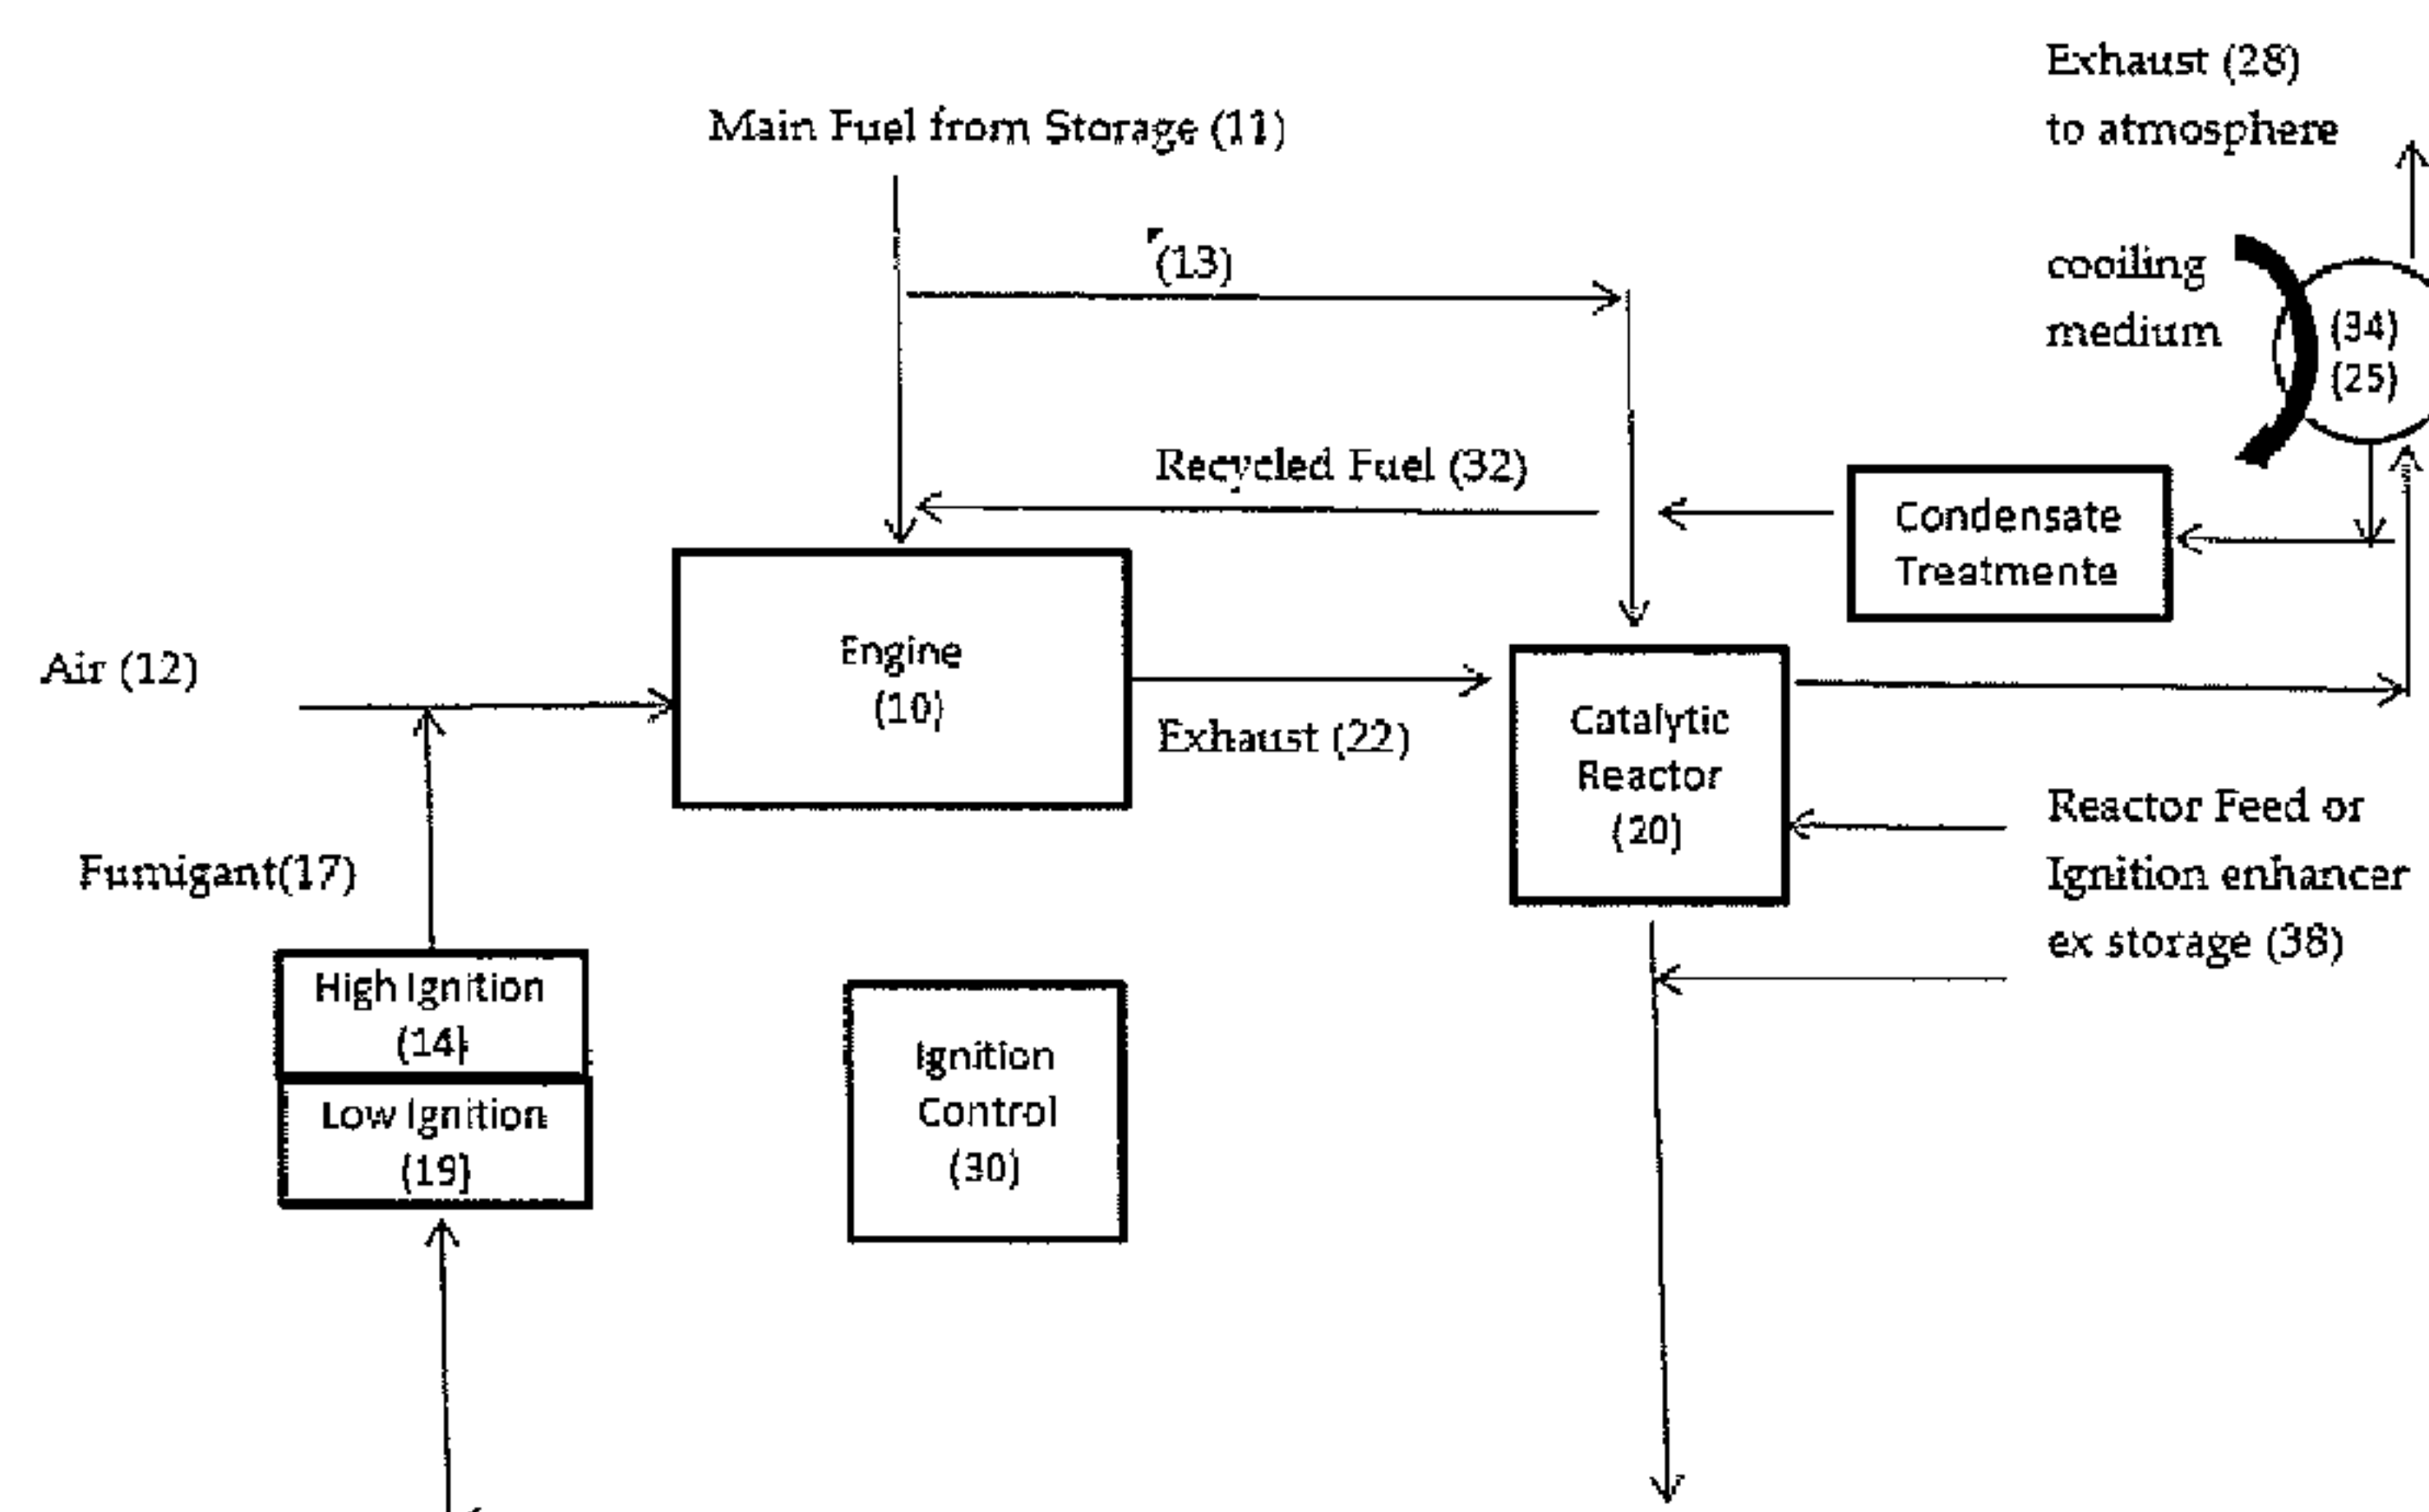 Exhaust (28)
to atmosphere
Main Fuel from Storage (11)
(13)
cooiling
medium
(34)
(25)
Recycled Fuel (32)
Condensate
Treatmente
Engine
(10)
Air (12)
Exhaust (22)
Catalytic
Reactor
(20)
Reactor Feed or
Ignition enhancer
ex storage (38)
Fumigant(17)
High Ignition
(14)
Low Ignition
(19)
Ignition
Control
(30)